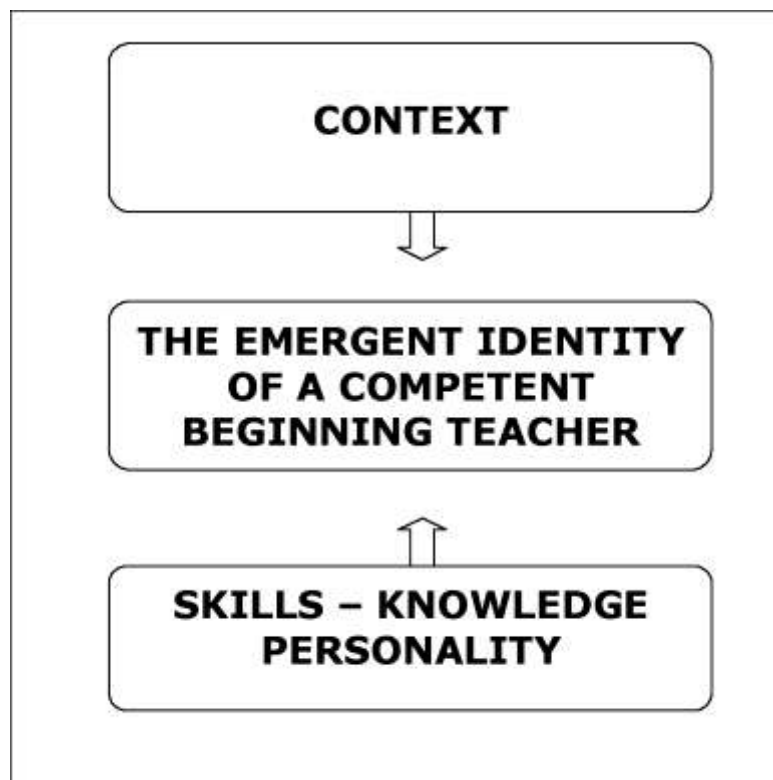 CONTEXT
THE EMERGENT IDENTITY
OF A COMPETENT
BEGINNING TEACHER
SKILLS – KNOWLEDGE
PERSONALITY